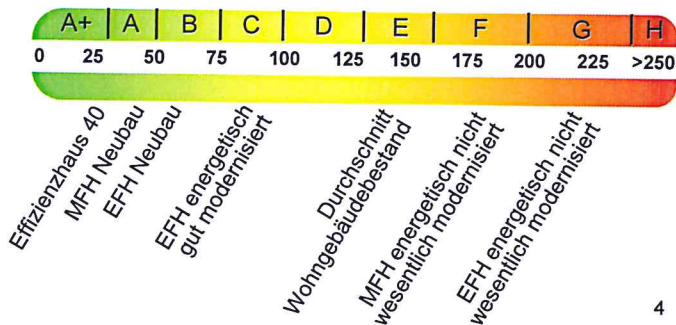 A+ A B C D E F G H
0 25 50 75 100 125 150 175 200 225 >250
Effizienzhaus 40
MFH Neubau
EFH Neubau
EFH energetisch
gut modernisiert
Durchschnitt
Wohngebäudebestand
MFH energetisch nicht
wesentlich modernisiert
EFH energetisch nicht
wesentlich modernisiert
4